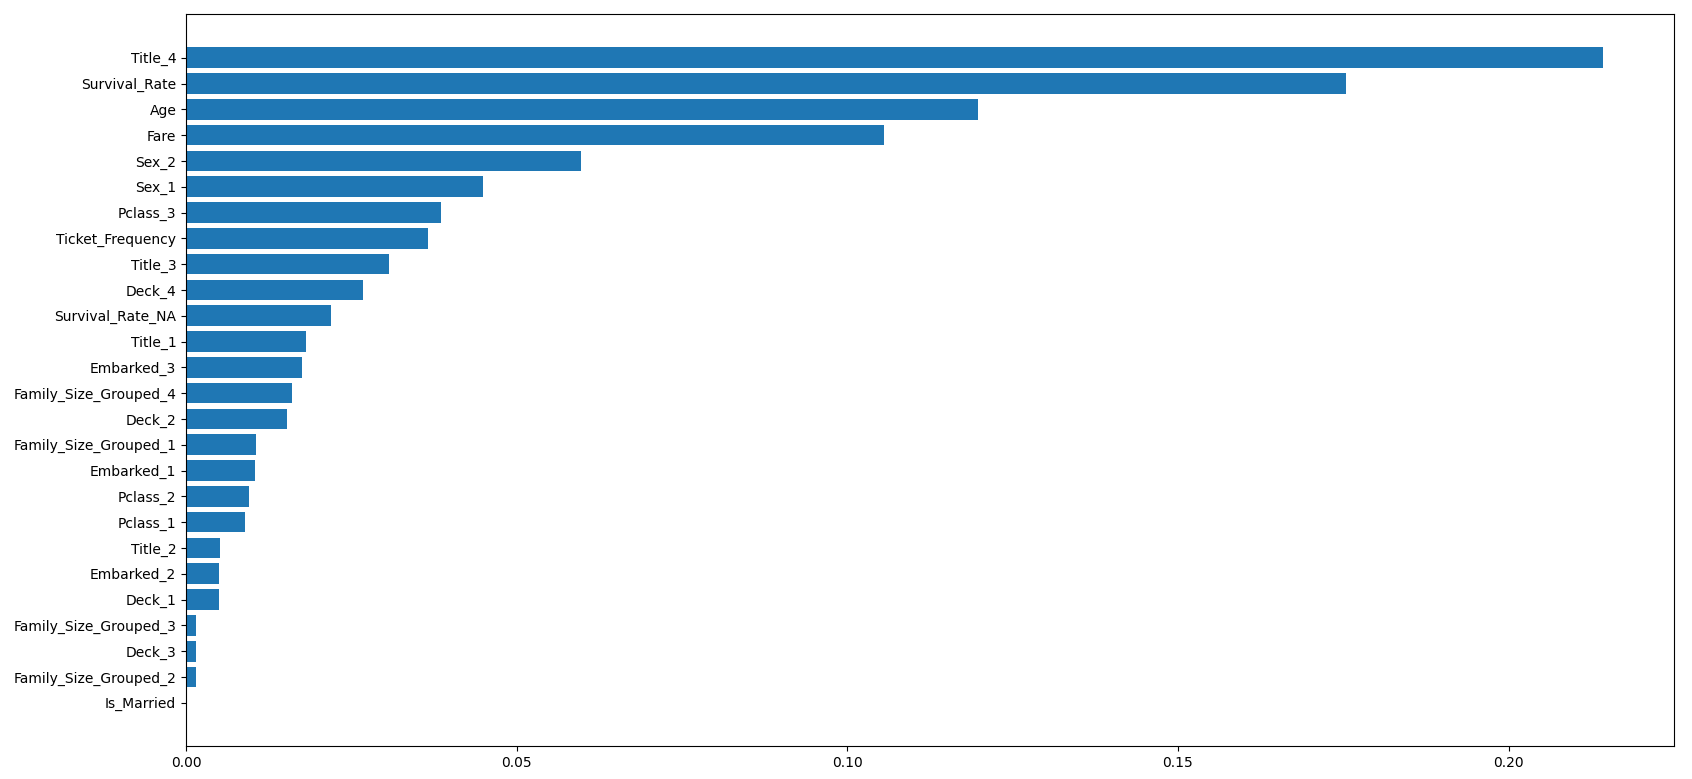 Title_4
Survival_Rate
Age
Fare
Sex_2
Sex_1
Pclass_3
Ticket_Frequency
Title_3
Deck_4
Survival_Rate_NA
Title_1
Embarked_3
Family_Size_Grouped_4
Deck_2
Family_Size_Grouped_1
Embarked_1
Pclass_2
Pclass_1
Title_2
Embarked_2
Deck_1
Family_Size_Grouped_3
Deck_3
Family_Size_Grouped_2
Is_Married
0.00 0.05 0.10 0.15 0.20